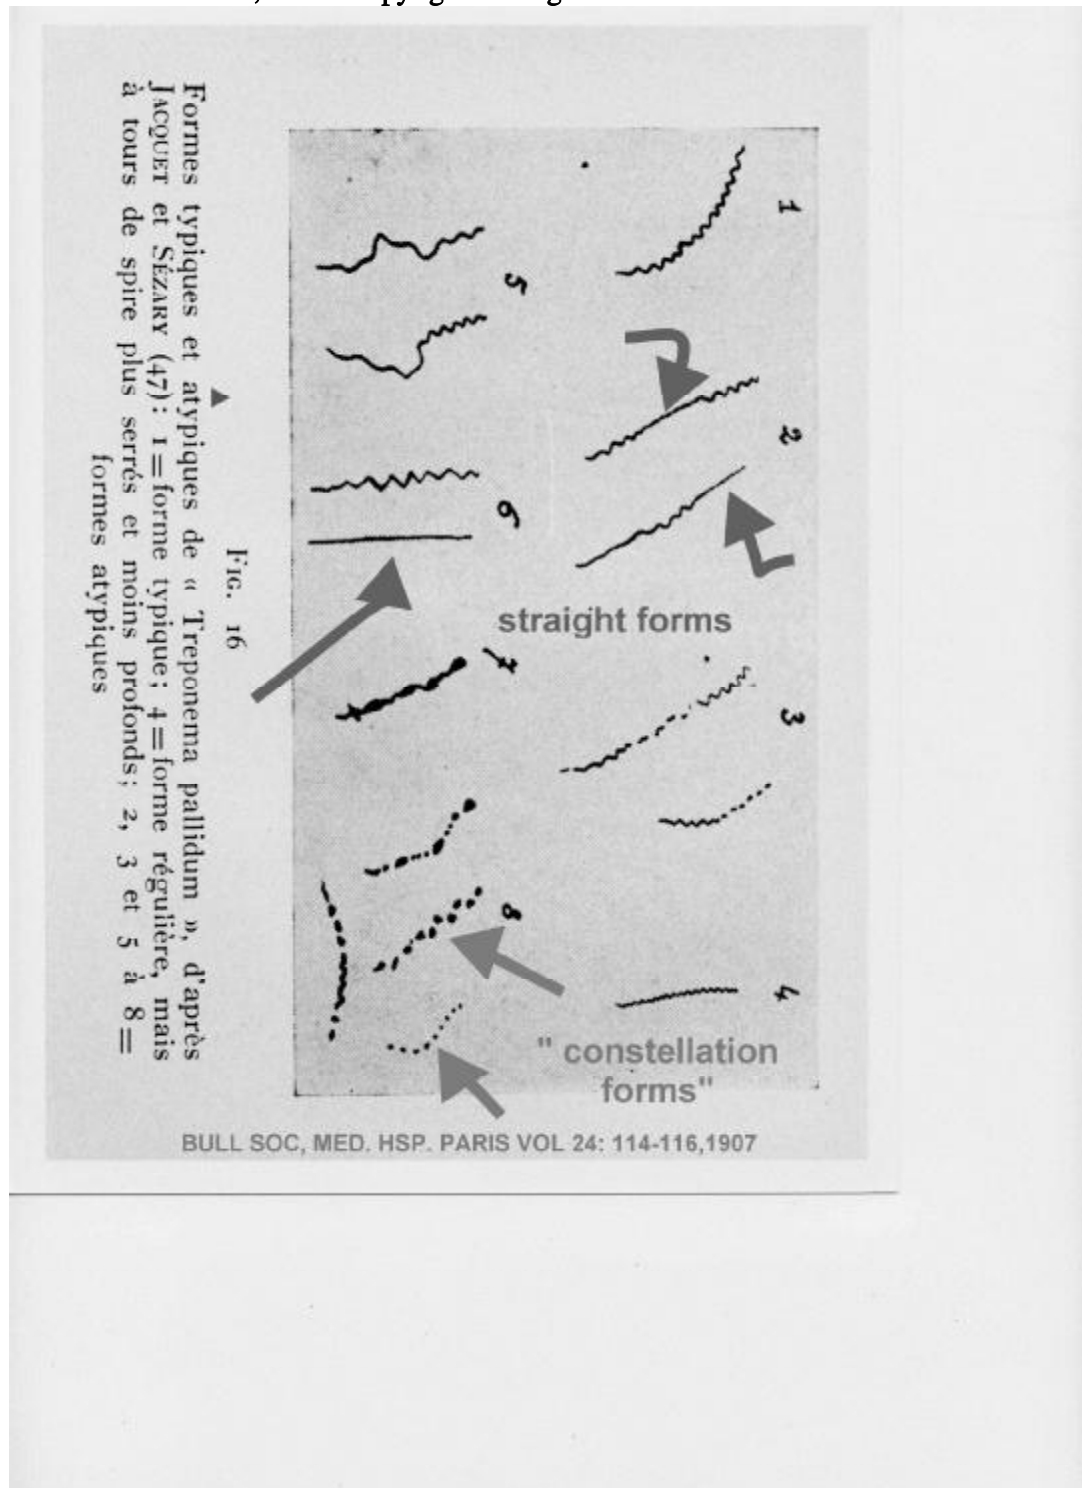 FIG. 16
Formes typiques et atypiques de « Treponema pallidum », d'après
JACQUET et SÉZARY (47): 1 = forme typique; 4 = forme régulière, mais
à tours de spire plus serrés et moins profonds; 2, 3 et 5 à 8 =
formes atypiques
1
2
3
4
5
6
7
8
straight forms
" constellation
forms"
BULL SOC, MED. HSP. PARIS VOL 24: 114-116,1907